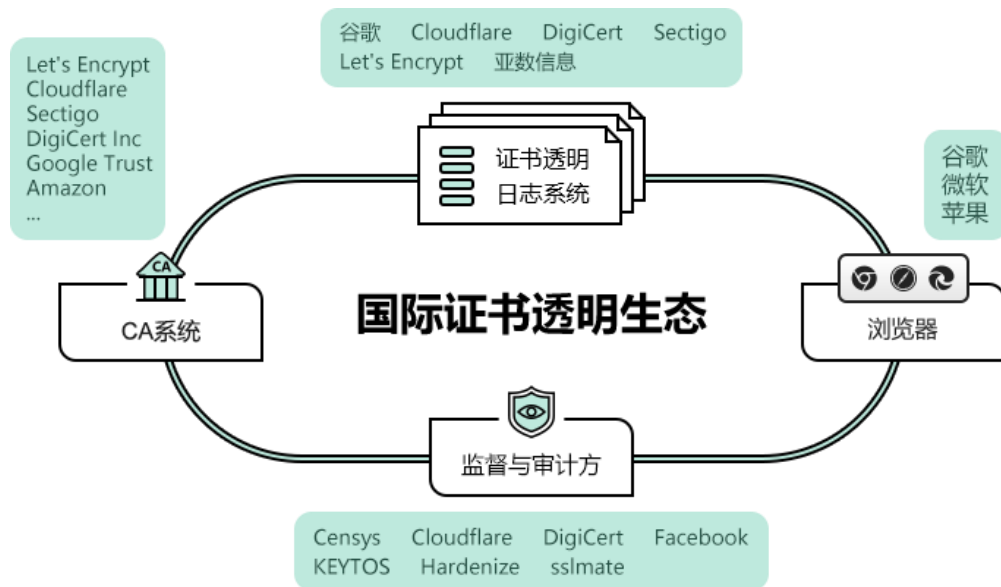 谷歌 Cloudflare DigiCert Sectigo
Let's Encrypt 亚数信息
Let's Encrypt
Cloudflare
Sectigo
DigiCert Inc
Google Trust
Amazon
...
证书透明
日志系统
谷歌
微软
苹果
CA
CA系统
国际证书透明生态
浏览器
监督与审计方
Censys Cloudflare DigiCert Facebook
KEYTOS Hardenize sslmate